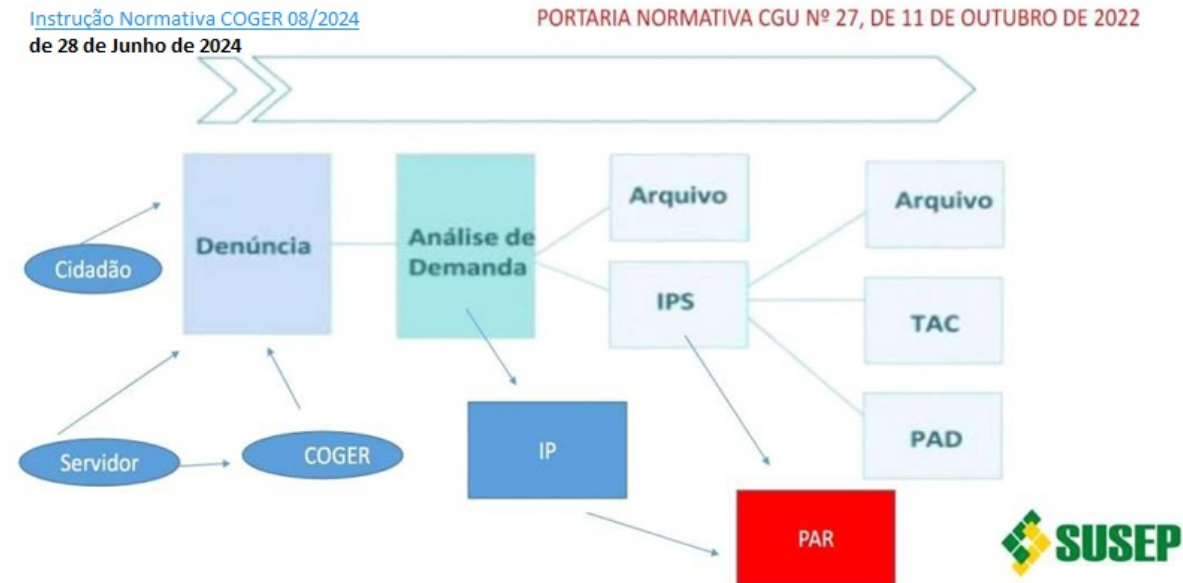 Instrução Normativa COGER 08/2024
de 28 de Junho de 2024
PORTARIA NORMATIVA CGU Nº 27, DE 11 DE OUTUBRO DE 2022
Cidadão
Denúncia
Análise de
Demanda
Arquivo
IPS
Arquivo
TAC
PAD
Servidor
COGER
IP
PAR
SUSEP